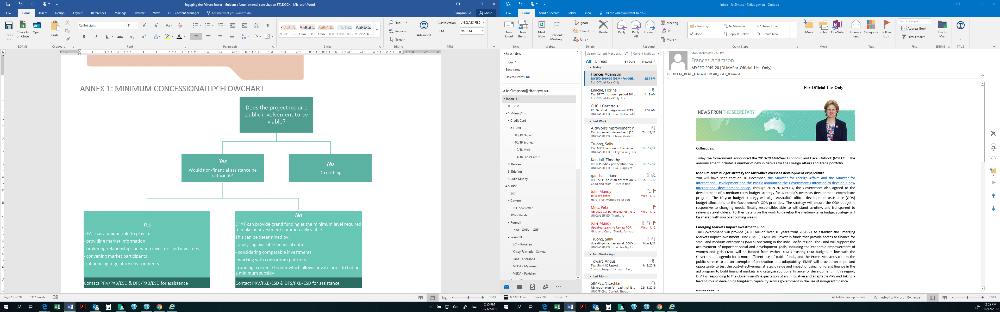 Engaging the Private Sector - Guidance Note (external consultation ST).DOCX - Microsoft Word
File Home Insert Design Layout References Mailings Review View HPE Content Manager Tell me what you want to do...
Simpson, Jo Share
Check In
Check In on Close
Open
EDRMS
Paste
Clipboard
Calibri Light 11
Font
Paragraph
AaBbCc AaBbCc AaBbCcDc AaBbCc AaBbCc
¶ Box 1 Bu... ¶ Box 1 He... ¶ Box 1 Text ¶ Box 2 Bu... ¶ Box 2 He...
Styles
Find
Replace
Select
Editing
Advanced
Classification UNCLASSIFIED
DLM No DLM
TITUS
ANNEX 1: MINIMUM CONCESSIONALITY FLOWCHART
Does the project require
public involvement to be
viable?
Yes
Would non-financial assistance be
sufficient?
No
Do nothing
Yes
DFAT has a unique role to play in:
- providing market information
- brokering relationships between investors and investees
- convening market participants
- influencing regulatory environments
Contact PRV/PXB/ESD & DFS/PXB/ESD for assistance
No
DFAT can provide grand funding at the minimum level required
to make an investment commercially viable.
This can be determined by:
- analysing available financial data
- considering comparable investments
- working with consortium partners
- running a reverse tender which allows private firms to bid on
a minimum subsidy
Contact PRV/PXB/ESD & DFS/PXB/ESD for assistance
Page 15 of 20 6352 words
130%
2:55 PM
16/12/2019
Inbox - Jo.Simpson@dfat.gov.au - Outlook
File Home Send / Receive Folder View Tell me what you want to do...
New Email
New Items
New
Meet Now
Schedule Meeting
Webex
Ignore
Clean Up
Junk
Delete
Delete
Reply
Reply All
Forward
Meeting
IM
More
Respond
z learning To Manager Team Email
Done Reply & Delete Create New
Quick Steps
Move
Rules
OneNote
Move
Unread/ Read
Categorize
Follow Up
Tags
Search People
Address Book
Filter Email
Find
File E-Mail
EDRMS
TITUS
Favorites
Inbox 1
Sent Items
Deleted Items 66
Jo.Simpson@dfat.gov.au
Inbox 1
00 TRIM
1. Admin/Info
Credit Card
TRAVEL
05/19 Nepal
06/19 Sydney
10/18 Melb
11/18 Laos/Cam 1
2. Research
3. Briefing
4. Julie Mundy
5. BPP
BCI
Comms
PSE newsletter
IPSP - Pacific
Round I
Indo - GAIN + GUE
Round II
BCI - Pakistan
Krissy Fairtrade - Samoa
Laos - 4 seasons
MEDA - Myanmar
MEDA - Pakistan
Search Current Mailbox (... Current Mailbox
All Unread By Date Newest
Today
Frances Adamson
MYEFO 2019-20 [DLM=For-Offi... 2:53 PM
For-Official-Use-Only
Enache, Florina
FW: DFAT shutdown period 201... 11:12 AM
For-Official-Use-Only For
CHCH.Gazettals
RE: Gazettal of Agreement 7219... 9:59 AM
UNCLASSIFIED Hi Jo That would
Last Week
AidWorksImprovement P...
FW: Agreement Amendment [SE... Thu 12/12
UNCLASSIFIED Hi team Grateful
Truong, Sally
FW: MIDP mention of the Impac... Thu 12/12
UNCLASSIFIED Hi Kayte/Craig For
Kendall, Timothy
RE: BPP India - partnership revie... Thu 12/12
UNCLASSIFIED Hi Jo Happy to
gauchat, ariane
RE: IPSP LE position description ... Thu 12/12
Chad and team – Please find
Julie Mundy
JM leave dates Wed 11/12
Hi Jo I just wanted to let you
Mills, Peta
RE: 2020 Car parking ballot - Jo... Wed 11/12
UNCLASSIFIED Thanks Jo –
Julie Mundy
Updated Learning Review TOR Wed 11/12
Hi Jo and Craig Thanks for your
Truong, Sally
due-diligence-framework.DOCX... Mon 9/12
UNCLASSIFIED Hi Jo See fig 1 in
Two Weeks Ago
Towart, Angus
FW: GAIN 1Q Report 4/12/2019
Sorry Jo forgot to cc you. Best,
Last Month
SIMPSON Lachlan
RE: rough plan for road trip? [S... 22/11/2019
UNOFFICIAL Correct. Though
Mon 16/12/2019 2:52 PM
Frances Adamson
MYEFO 2019-20 [DLM=For-Official-Use-Only]
To DM All_DFAT_A-based; DM All_DFAT_O-based
For-Official-Use-Only
NEWS FROM THE SECRETARY
Colleagues,
Today the Government announced the 2019-20 Mid-Year Economic and Fiscal Outlook (MYEFO). The
announcement includes a number of new initiatives for the Foreign Affairs and Trade portfolio.
Medium-term budget strategy for Australia's overseas development expenditure
You will have seen that on 10 December, the Minister for Foreign Affairs and the Minister for
International Development and the Pacific announced the Government's intention to develop a new
international development policy. Through 2019-20 MYEFO, the Government also agreed to the
development of a medium-term budget strategy for Australia's overseas development expenditure
program. The 10-year budget strategy will align Australia's official development assistance (ODA)
budget allocations to the Government's ODA priorities. The strategy will ensure the ODA budget is
responsive to changing needs, fiscally responsible, able to withstand scrutiny, and transparent to
relevant stakeholders. Further details on the work to develop the medium-term budget strategy will
be shared with you over coming weeks.
Emerging Markets Impact Investment Fund
The Government will provide $40.0 million over 10 years from 2020-21 to establish the Emerging
Markets Impact Investment Fund (EMIIF). EMIIF will invest in funds that provide access to finance for
small and medium enterprises (SMEs) operating in the Indo-Pacific region. The Fund will support the
achievement of important social and development goals, including the economic empowerment of
women and girls. EMIIF will be funded from within DFAT's existing ODA budget. In line with the
Government's agenda for a more efficient use of public funds, and the Prime Minister's call on the
public service to be an exemplar of innovation and adaptability, EMIIF will provide an important
opportunity to test the cost-effectiveness, strategic value and impact of using non-grant finance in the
aid program to build financial markets and catalyse additional finance for development. In this regard,
DFAT is responding to the Government's expectation of an innovative and adaptable APS and taking a
leading role in developing long-term capability across government in the use of non-grant finance.
323 MB Free Items: 28 Unread: 1
All folders are up to date. Connected to: Microsoft Exchange
100%
2:55 PM
16/12/2019